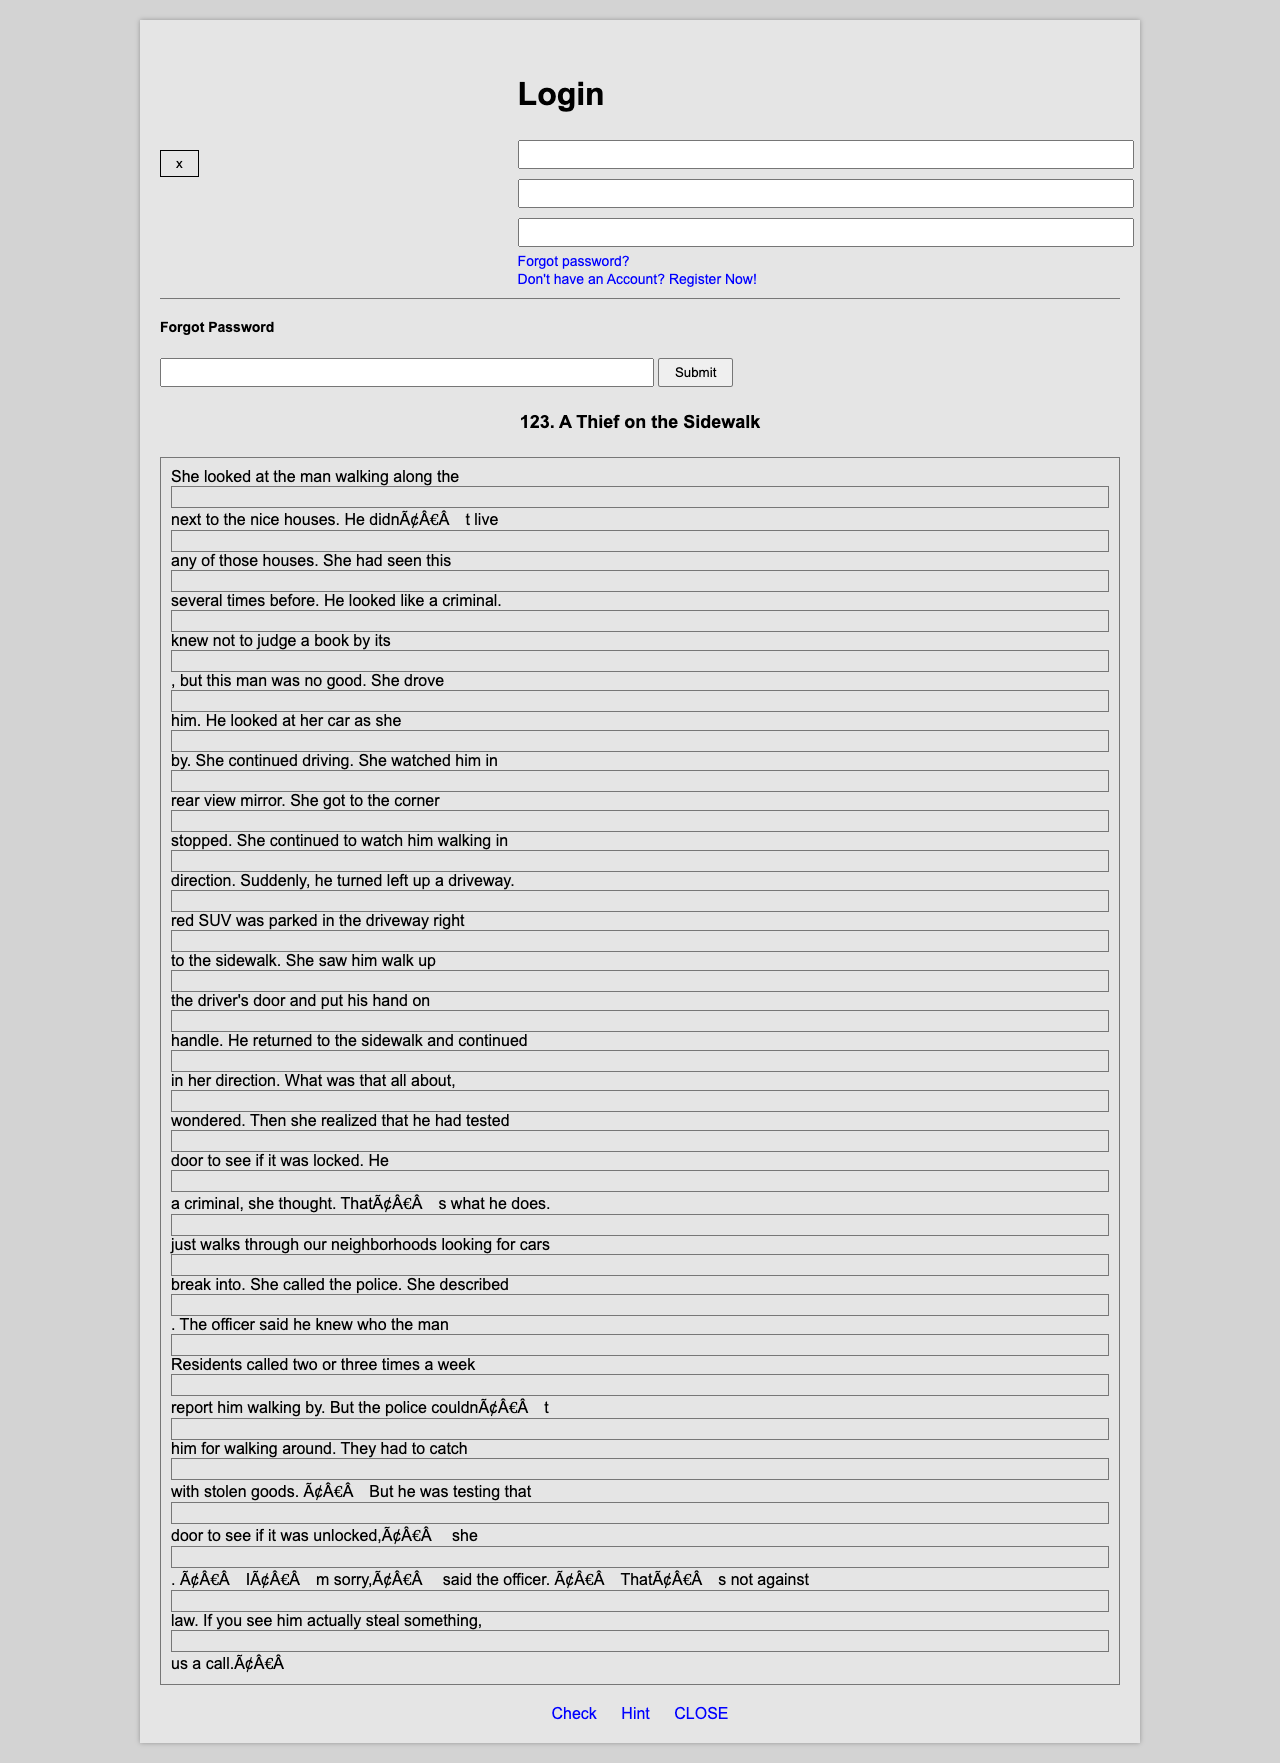 Login
x
Forgot password?
Don't have an Account? Register Now!
Forgot Password
Submit
123. A Thief on the Sidewalk
She looked at the man walking along the
next to the nice houses. He didnÃ¢Â€Â t live
any of those houses. She had seen this
several times before. He looked like a criminal.
knew not to judge a book by its
, but this man was no good. She drove
him. He looked at her car as she
by. She continued driving. She watched him in
rear view mirror. She got to the corner
stopped. She continued to watch him walking in
direction. Suddenly, he turned left up a driveway.
red SUV was parked in the driveway right
to the sidewalk. She saw him walk up
the driver's door and put his hand on
handle. He returned to the sidewalk and continued
in her direction. What was that all about,
wondered. Then she realized that he had tested
door to see if it was locked. He
a criminal, she thought. ThatÃ¢Â€Â s what he does.
just walks through our neighborhoods looking for cars
break into. She called the police. She described
. The officer said he knew who the man
Residents called two or three times a week
report him walking by. But the police couldnÃ¢Â€Â t
him for walking around. They had to catch
with stolen goods. Ã¢Â€Â But he was testing that
door to see if it was unlocked,Ã¢Â€Â she
. Ã¢Â€Â IÃ¢Â€Â m sorry,Ã¢Â€Â said the officer. Ã¢Â€Â ThatÃ¢Â€Â s not against
law. If you see him actually steal something,
us a call.Ã¢Â€Â
Check Hint CLOSE